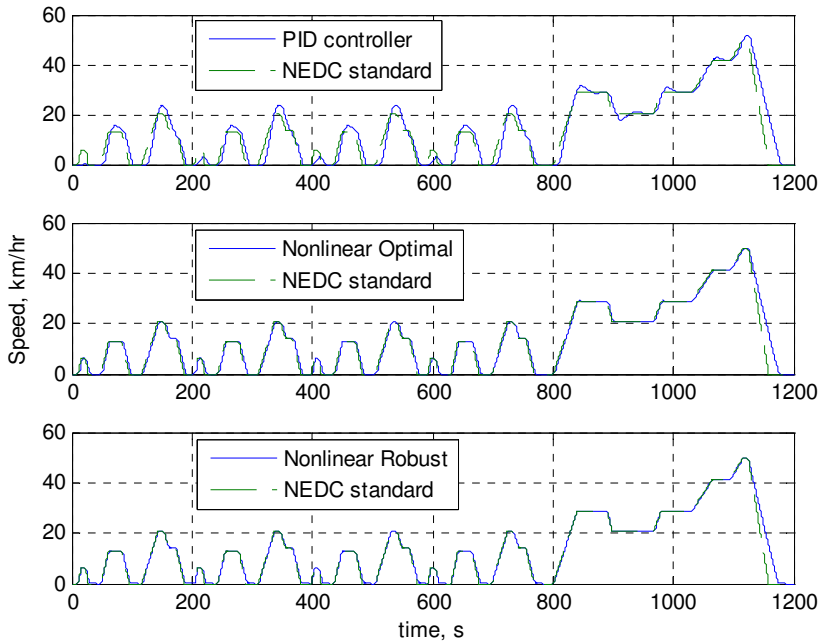 60
40
20
0
PID controller
NEDC standard
0 200 400 600 800 1000 1200
Speed, km/hr
60
40
20
0
Nonlinear Optimal
NEDC standard
0 200 400 600 800 1000 1200
60
40
20
0
Nonlinear Robust
NEDC standard
0 200 400 600 800 1000 1200
time, s